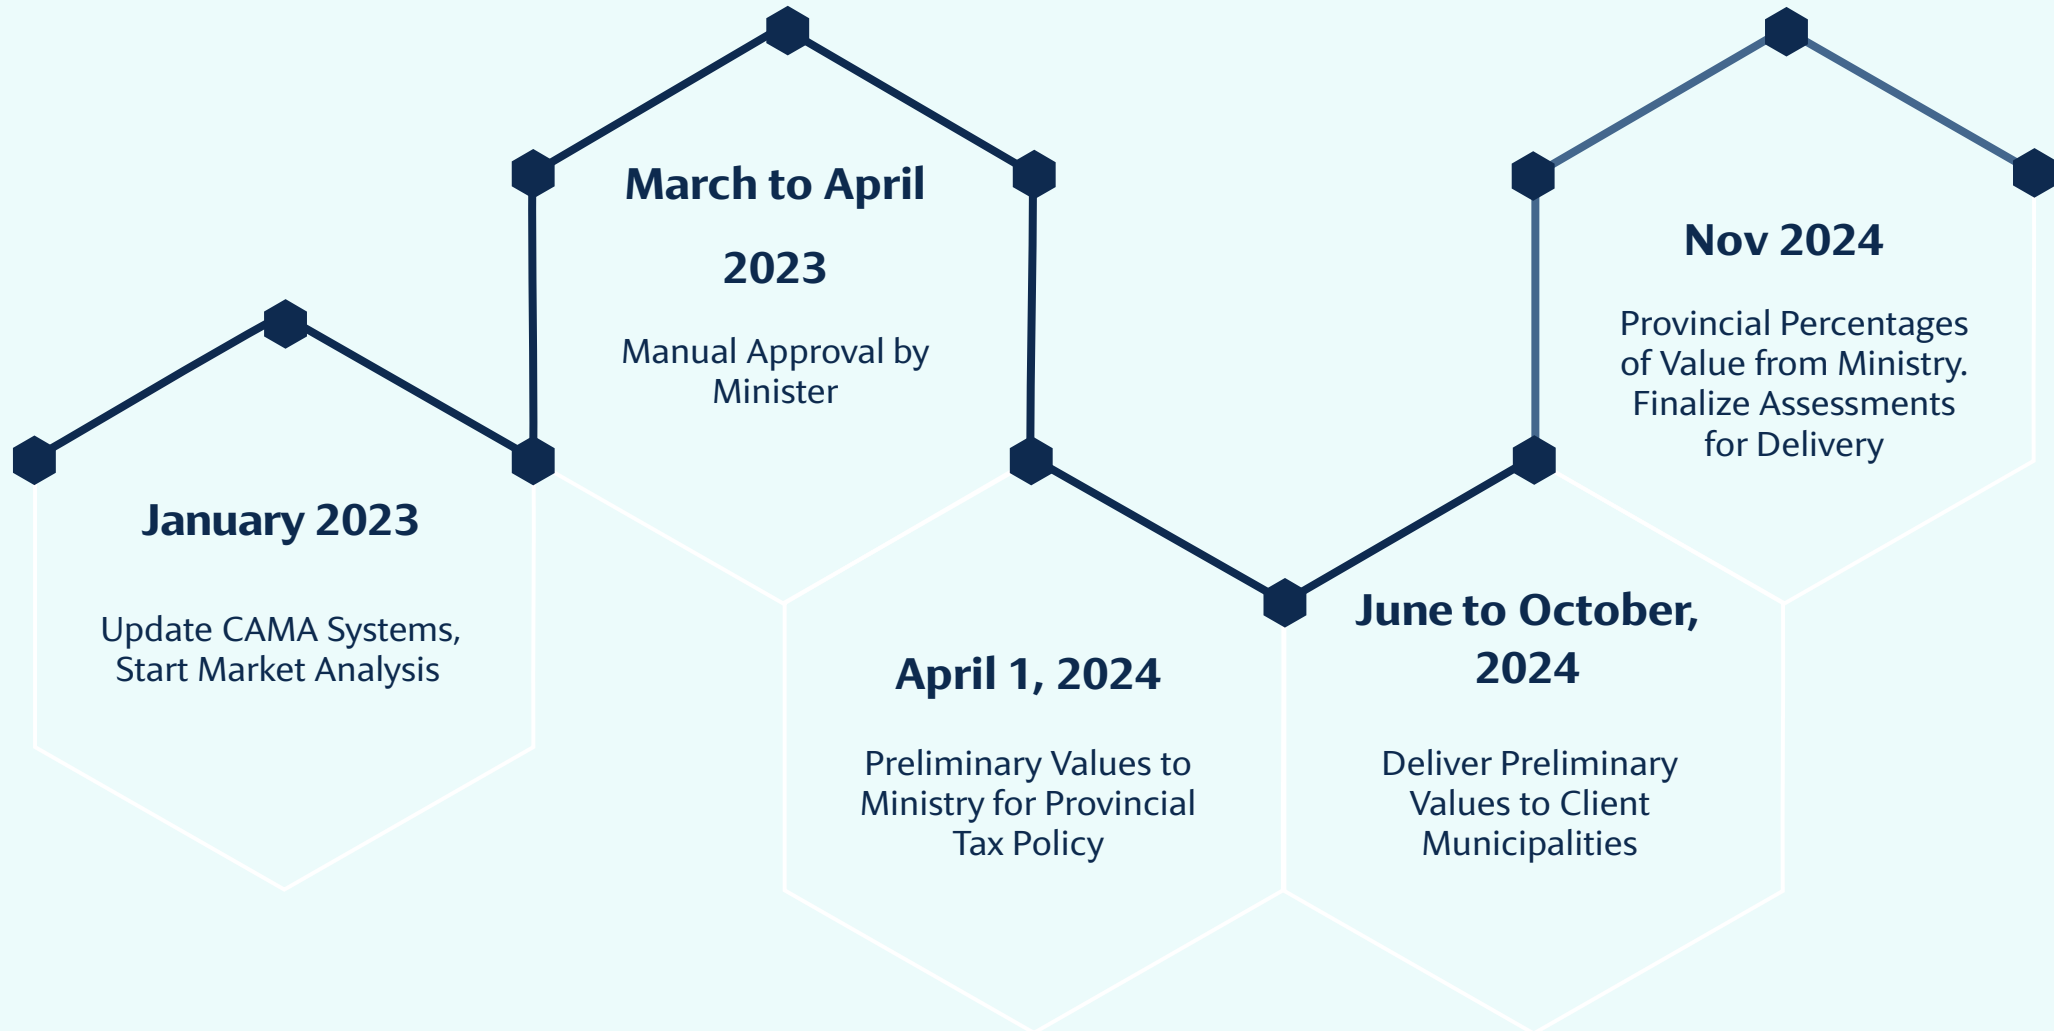 January 2023
Update CAMA Systems,
Start Market Analysis
March to April
2023
Manual Approval by
Minister
April 1, 2024
Preliminary Values to
Ministry for Provincial
Tax Policy
June to October,
2024
Deliver Preliminary
Values to Client
Municipalities
Nov 2024
Provincial Percentages
of Value from Ministry.
Finalize Assessments
for Delivery